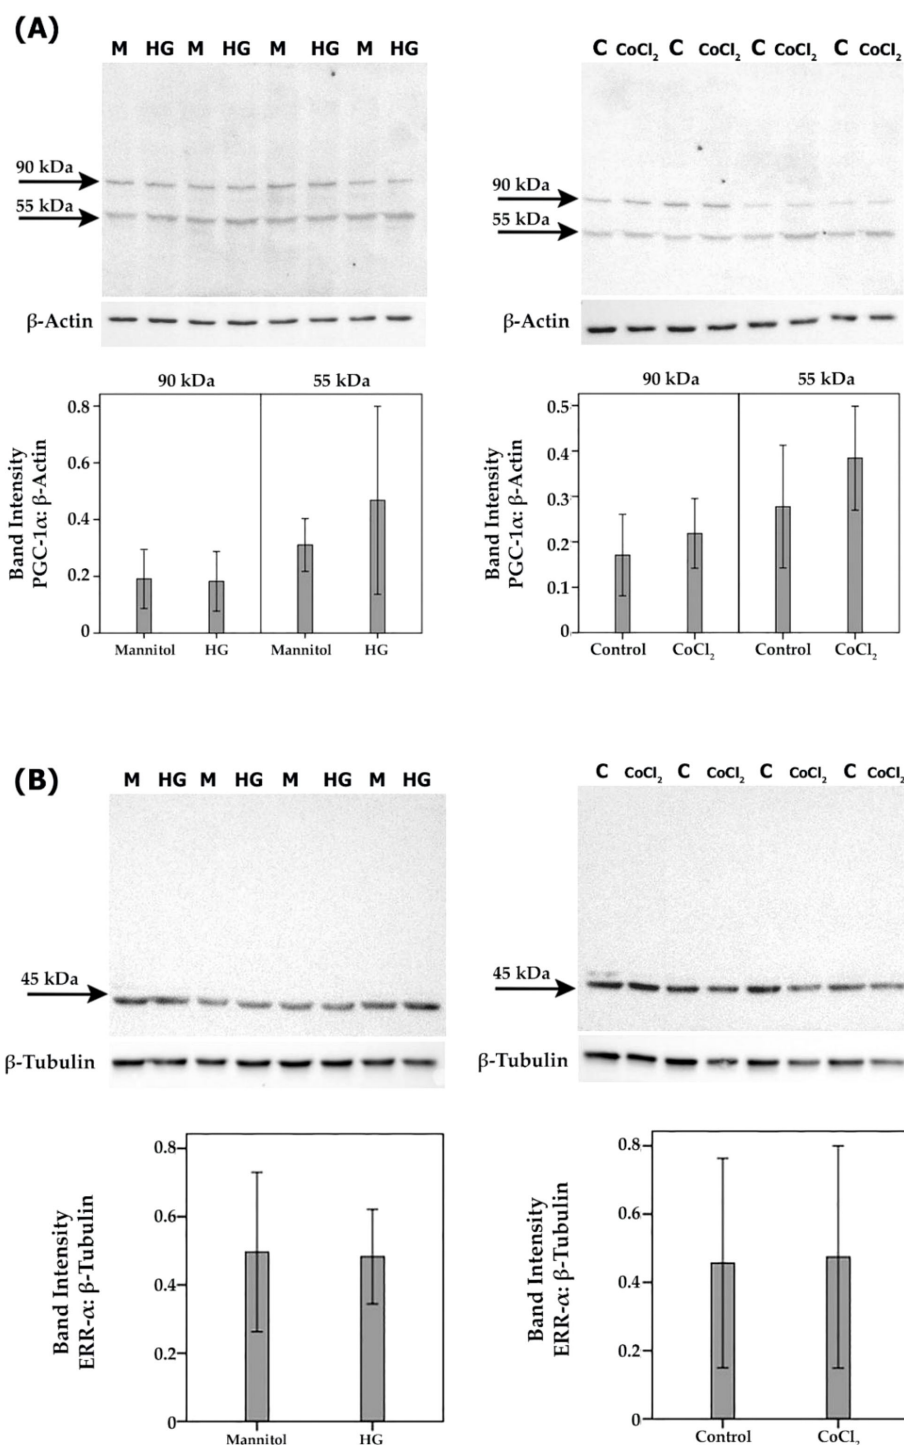 (A)
M HG M HG M HG M HG
90 kDa
55 kDa
β-Actin
90 kDa 55 kDa
Band Intensity
PGC-1α: β-Actin
0.8
0.6
0.4
0.2
0
Mannitol HG Mannitol HG
C CoCl₂ C CoCl₂ C CoCl₂ C CoCl₂
90 kDa
55 kDa
β-Actin
90 kDa 55 kDa
Band Intensity
PGC-1α: β-Actin
0.5
0.4
0.3
0.2
0.1
0
Control CoCl₂ Control CoCl₂
(B)
M HG M HG M HG M HG
45 kDa
β-Tubulin
Band Intensity
ERR-α: β-Tubulin
0.8
0.6
0.4
0.2
0
Mannitol HG
C CoCl₂ C CoCl₂ C CoCl₂ C CoCl₂
45 kDa
β-Tubulin
Band Intensity
ERR-α: β-Tubulin
0.8
0.6
0.4
0.2
0
Control CoCl₂